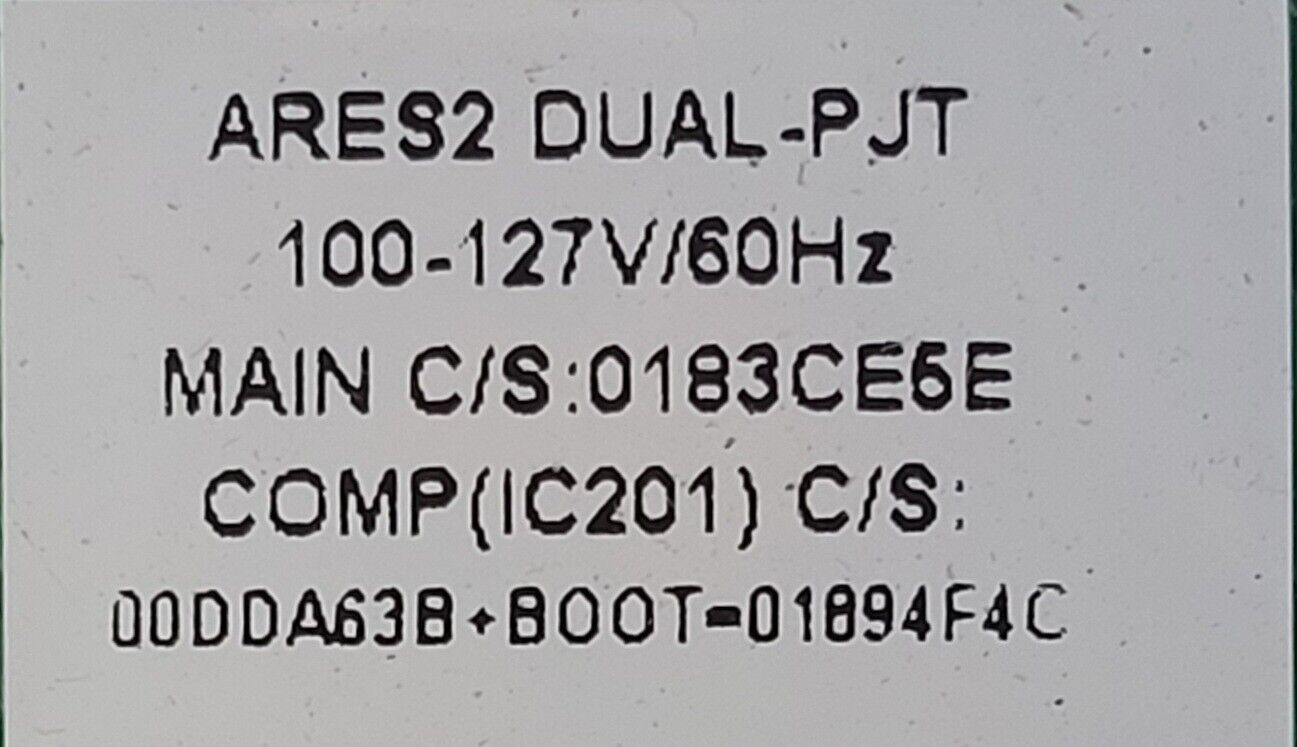 ARES2 DUAL-PJT
100-127V/60Hz
MAIN C/S:0183CE5E
COMP(IC201) C/S:
00DDA63B+BOOT=01894F4C